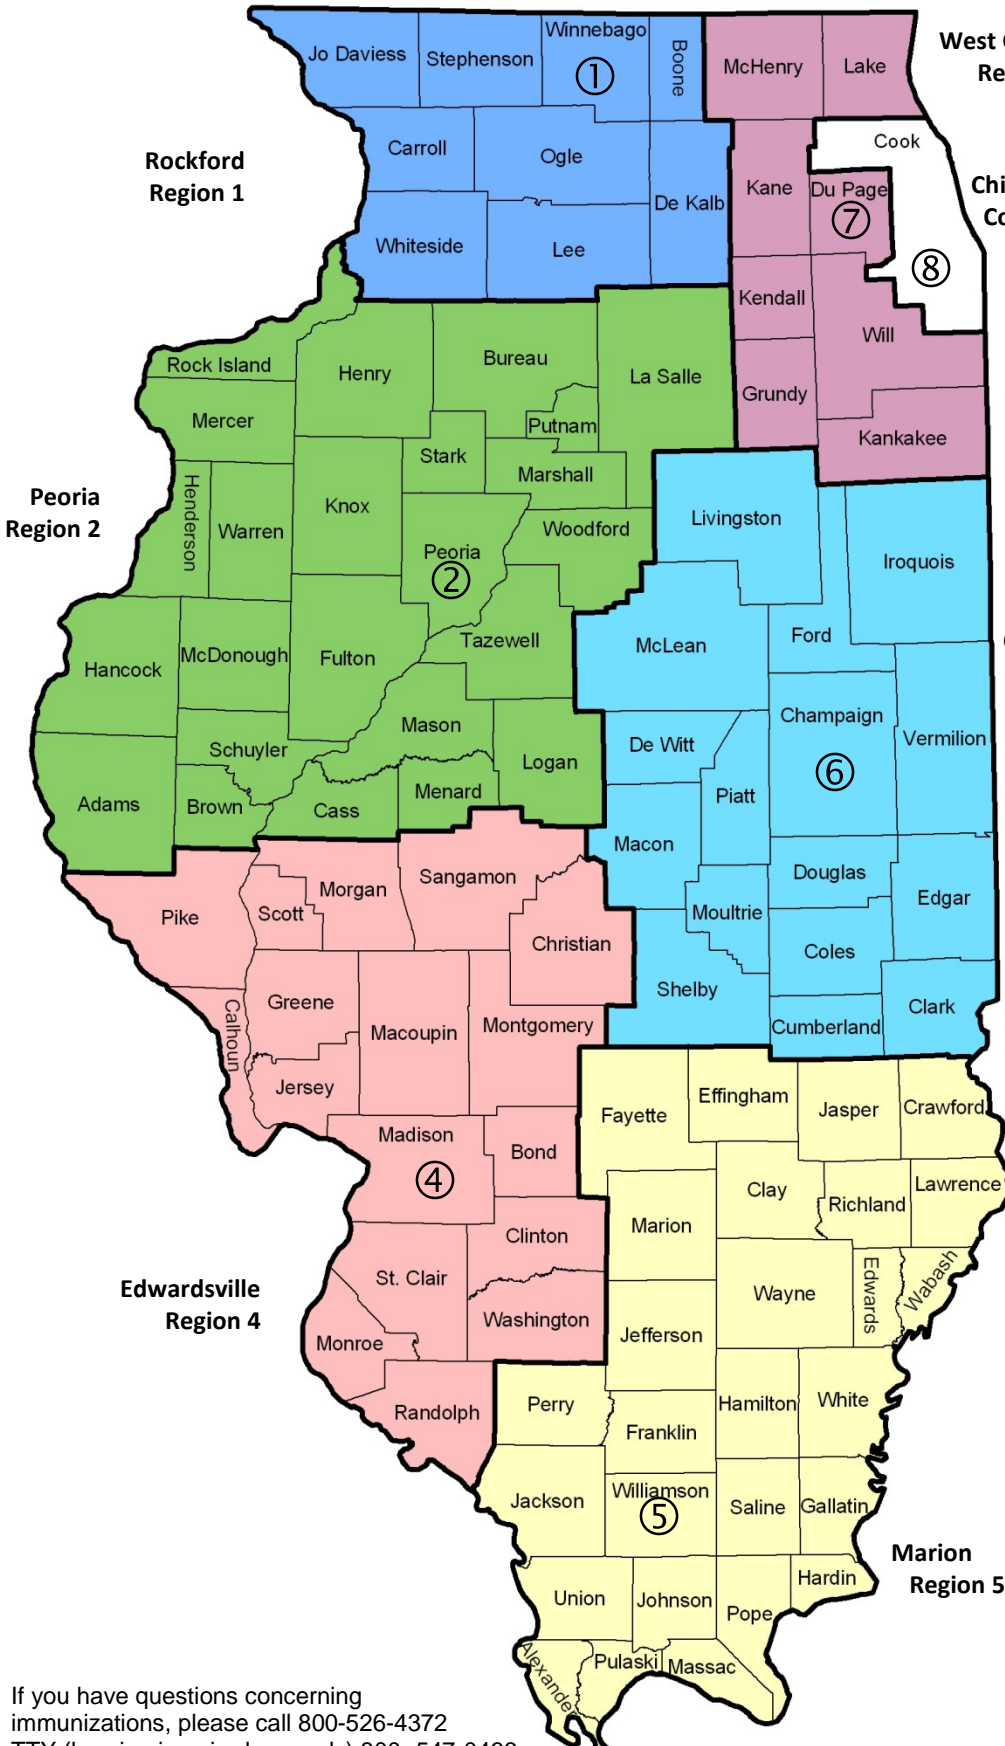 Winnebago
Jo Daviess
Stephenson
①
Boone
McHenry
Lake
West
Rockford
Region 1
Carroll
Ogle
De Kalb
Whiteside
Lee
Kane
Du Page
⑦
Cook
⑧
Kendall
Will
Grundy
Kankakee
Peoria
Region 2
Rock Island
Henry
Bureau
La Salle
Mercer
Putnam
Stark
Marshall
Henderson
Warren
Knox
Peoria
②
Woodford
Hancock
McDonough
Fulton
Tazewell
Mason
Schuyler
Logan
Adams
Brown
Cass
Menard
Livingston
Iroquois
McLean
Ford
Champaign
Vermilion
De Witt
⑥
Piatt
Macon
Douglas
Edgar
Moultrie
Coles
Shelby
Clark
Cumberland
Pike
Scott
Morgan
Sangamon
Christian
Calhoun
Greene
Macoupin
Montgomery
Jersey
Madison
Bond
④
Clinton
St. Clair
Washington
Monroe
Randolph
Edwardsville
Region 4
Fayette
Effingham
Jasper
Crawford
Clay
Richland
Lawrence
Marion
Wayne
Edwards
Wabash
Jefferson
Perry
Franklin
Hamilton
White
Jackson
Williamson
⑤
Saline
Gallatin
Marion
Region 5
Hardin
Union
Johnson
Pope
Alexander
Pulaski
Massac
If you have questions concerning
immunizations, please call 800-526-4372